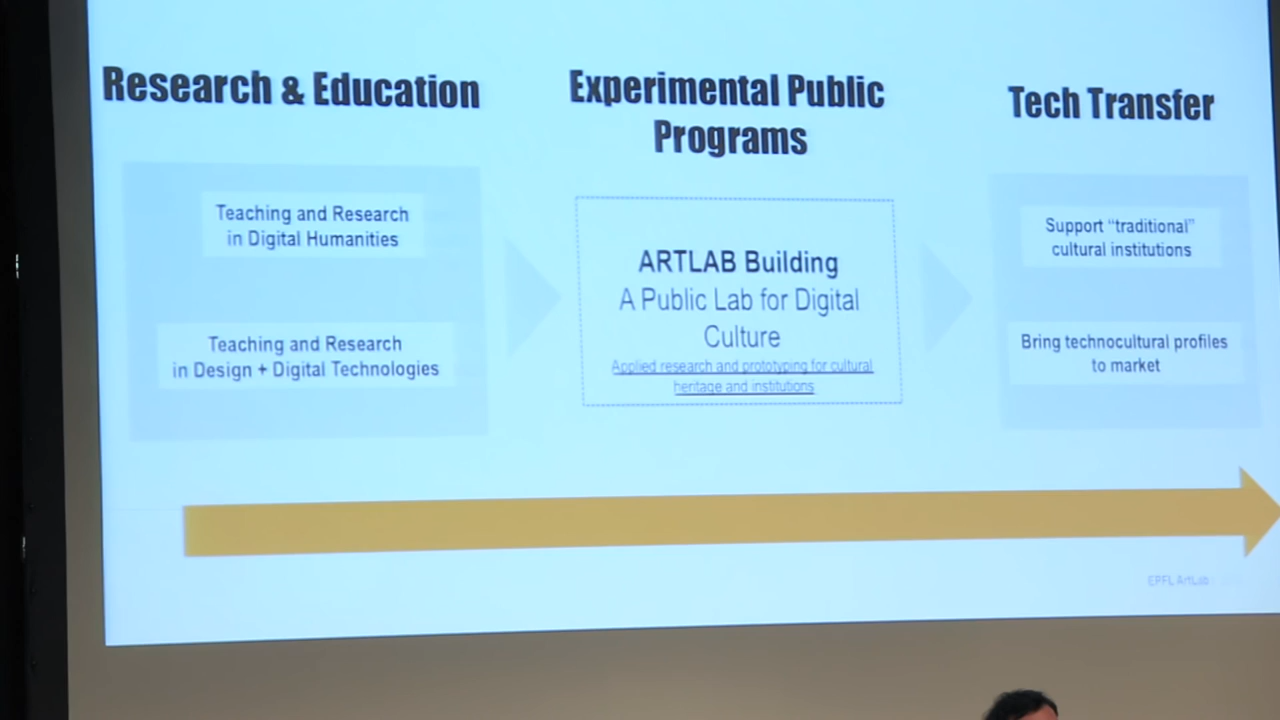 Research & Education
Teaching and Research
in Digital Humanities
Teaching and Research
in Design + Digital Technologies
Experimental Public
Programs
ARTLAB Building
A Public Lab for Digital
Culture
Applied research and prototyping for cultural
heritage and institutions
Tech Transfer
Support “traditional”
cultural institutions
Bring technocultural profiles
to market
EPFL ArtLab